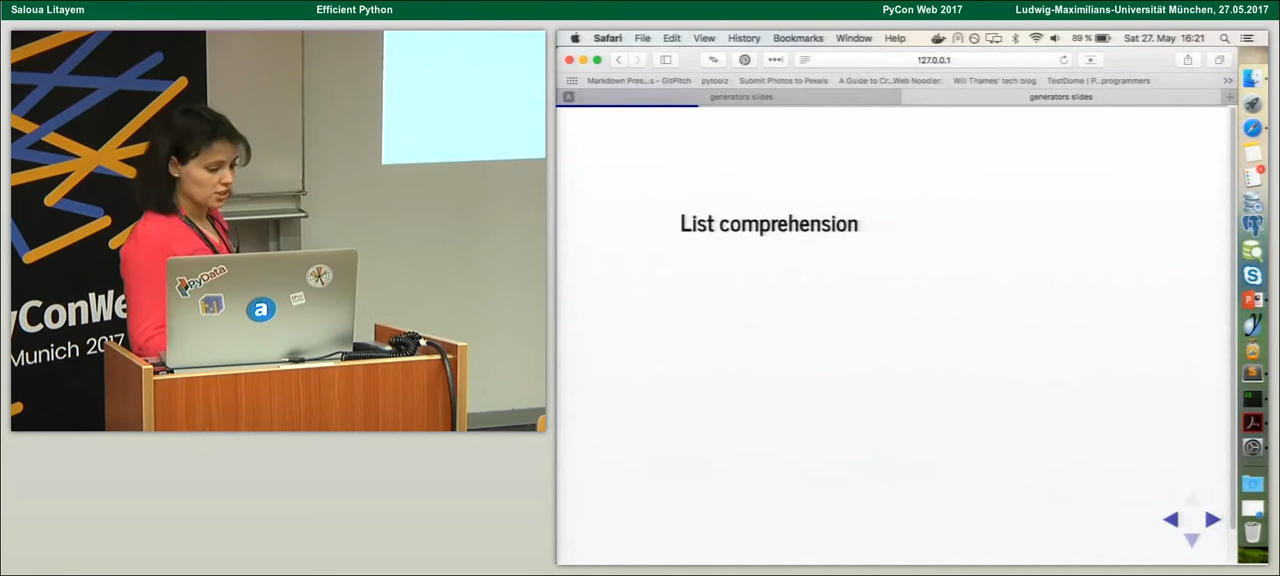 Saloua Litayem
Efficient Python
PyCon Web 2017
Ludwig-Maximilians-Universität München, 27.05.2017
yConWe
Munich 2017
PyData
a
Safari File Edit View History Bookmarks Window Help
89 % Sat 27. May 16:21
127.0.0.1
Markdown Pres...s - GitPitch pytooiz Submit Photos to Pexels A Guide to Cr...Web Noodler. Will Thames' tech blog TestDome | P...programmers
A generators slides generators slides
List comprehension